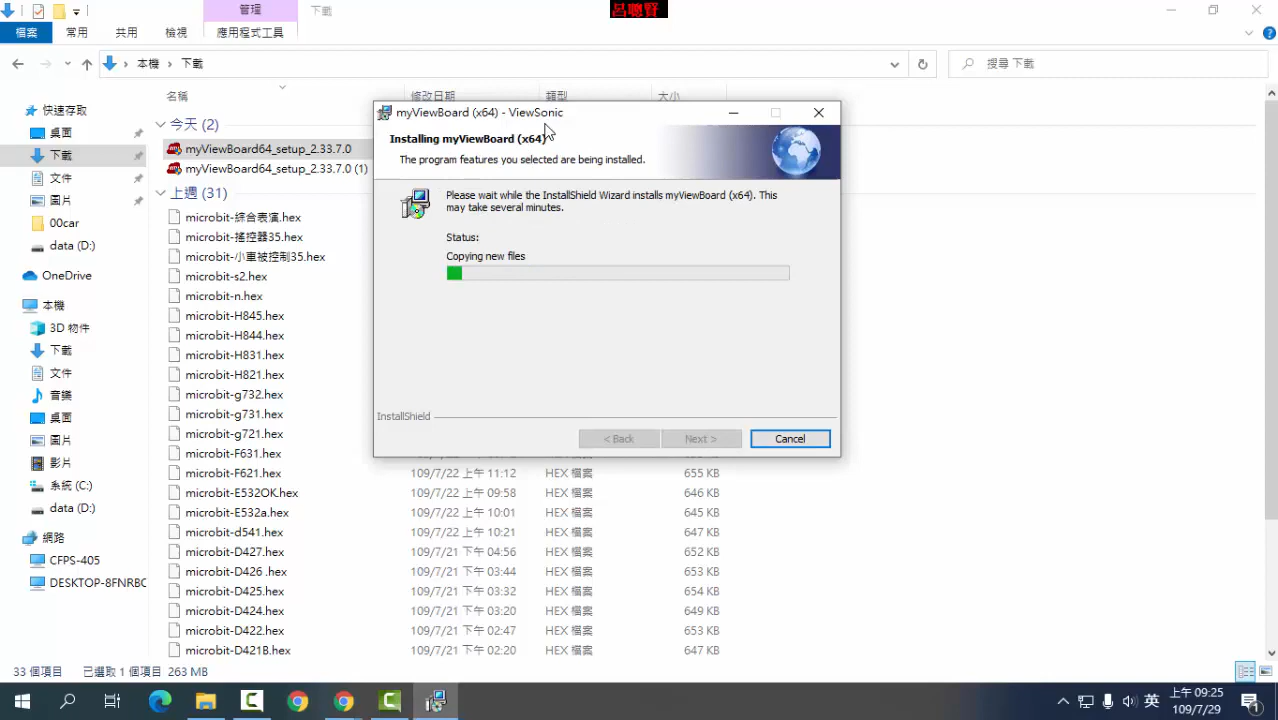 管理
下載
呂聰賢
檔案
常用
共用
檢視
應用程式工具
本機 › 下載
搜尋 下載
名稱
修改日期
類型
大小
快速存取
桌面
下載
文件
圖片
00car
data (D:)
OneDrive
本機
3D 物件
下載
文件
音樂
桌面
圖片
影片
系統 (C:)
data (D:)
網路
CFPS-405
DESKTOP-8FNRBC
今天 (2)
myViewBoard64_setup_2.33.7.0
myViewBoard64_setup_2.33.7.0 (1)
上週 (31)
microbit-綜合表演.hex
microbit-搖控器35.hex
microbit-小車被控制35.hex
microbit-s2.hex
microbit-n.hex
microbit-H845.hex
microbit-H844.hex
microbit-H831.hex
microbit-H821.hex
microbit-g732.hex
microbit-g731.hex
microbit-g721.hex
microbit-F631.hex
microbit-F621.hex 109/7/22 上午 11:12 HEX 檔案 655 KB
microbit-E532OK.hex 109/7/22 上午 09:58 HEX 檔案 646 KB
microbit-E532a.hex 109/7/22 上午 10:01 HEX 檔案 645 KB
microbit-d541.hex 109/7/22 上午 10:21 HEX 檔案 647 KB
microbit-D427.hex 109/7/21 下午 04:56 HEX 檔案 652 KB
microbit-D426 .hex 109/7/21 下午 03:44 HEX 檔案 653 KB
microbit-D425.hex 109/7/21 下午 03:32 HEX 檔案 654 KB
microbit-D424.hex 109/7/21 下午 03:20 HEX 檔案 649 KB
microbit-D422.hex 109/7/21 下午 02:47 HEX 檔案 653 KB
microbit-D421B.hex 109/7/21 下午 02:20 HEX 檔案 647 KB
myViewBoard (x64) - ViewSonic
Installing myViewBoard (x64)
The program features you selected are being installed.
Please wait while the InstallShield Wizard installs myViewBoard (x64). This
may take several minutes.
Status:
Copying new files
InstallShield
< Back
Next >
Cancel
33 個項目
已選取 1 個項目 263 MB
英
上午 09:25
109/7/29
1